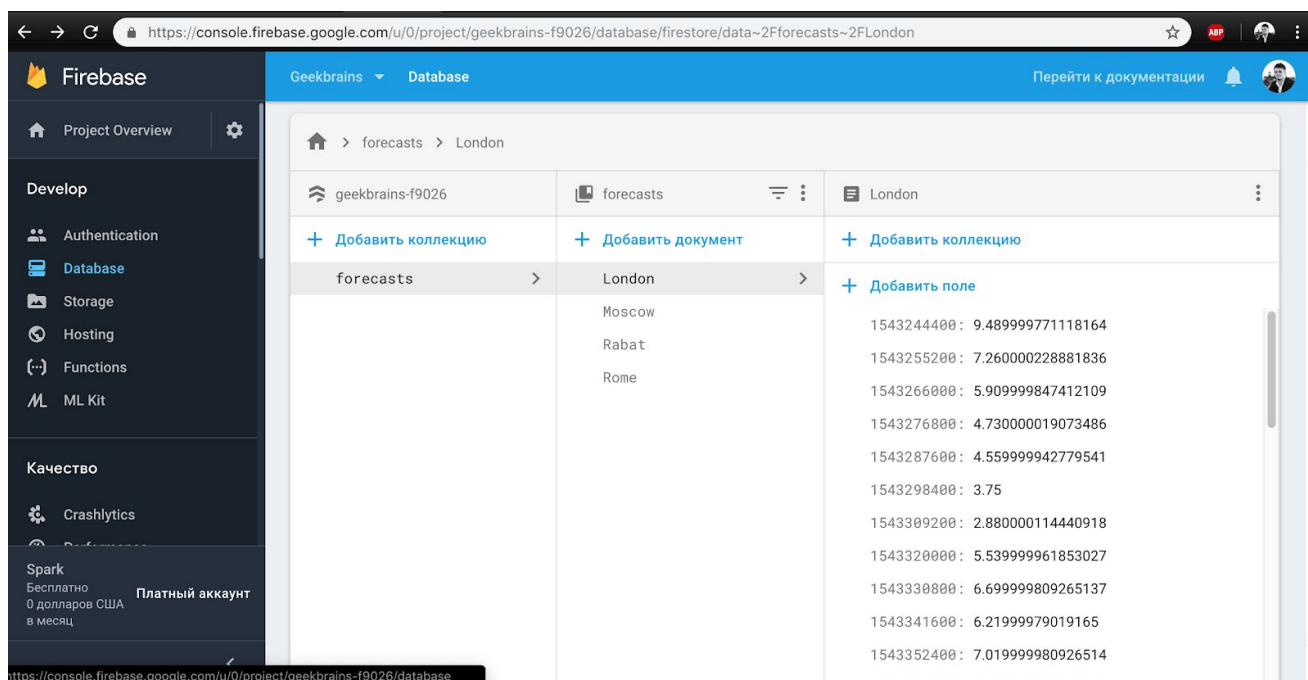 https://console.firebase.google.com/u/0/project/geekbrains-f9026/database/firestore/data~2Fforecasts~2FLondon
ABP
Firebase
Geekbrains
Database
Перейти к документации
Project Overview
Develop
Authentication
Database
Storage
Hosting
Functions
ML Kit
Качество
Crashlytics
Spark
Бесплатно
0 долларов США
в месяц
Платный аккаунт
https://console.firebase.google.com/u/0/project/geekbrains-f9026/database
forecasts > London
geekbrains-f9026
+ Добавить коллекцию
forecasts
forecasts
+ Добавить документ
London
Moscow
Rabat
Rome
London
+ Добавить коллекцию
+ Добавить поле
1543244400: 9.489999771118164
1543255200: 7.260000228881836
1543266000: 5.909999847412109
1543276800: 4.730000019073486
1543287600: 4.559999942779541
1543298400: 3.75
1543309200: 2.880000114440918
1543320000: 5.539999961853027
1543330800: 6.699999809265137
1543341600: 6.21999979019165
1543352400: 7.019999980926514